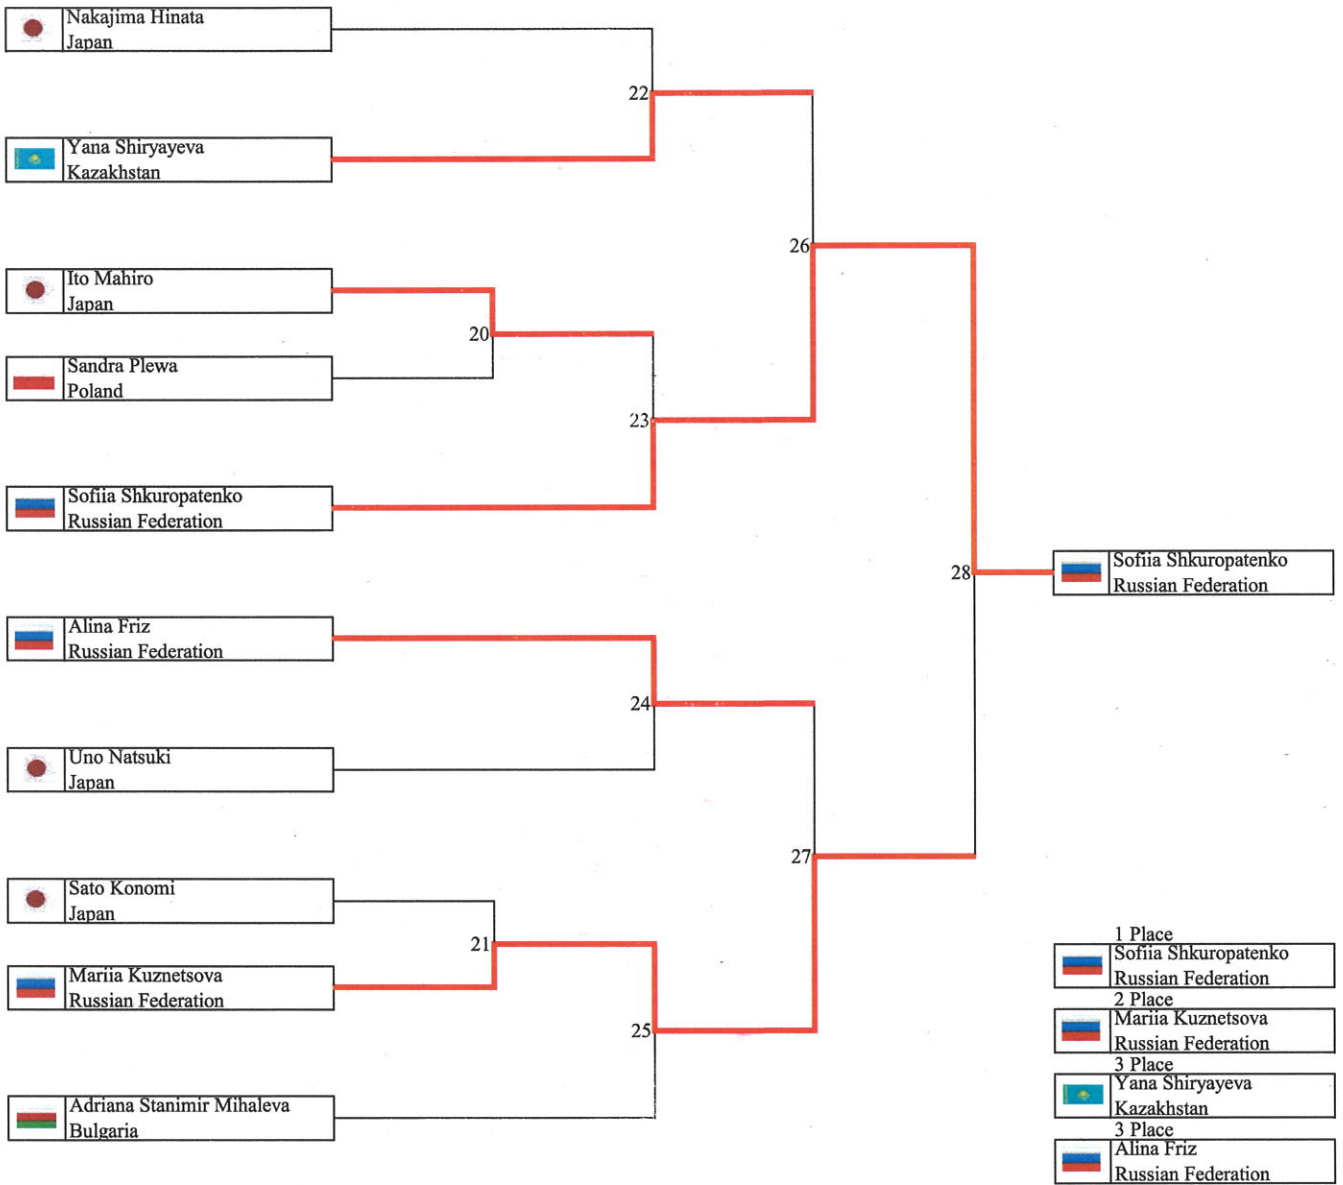 Nakajima Hinata
Japan
22
Yana Shiryayeva
Kazakhstan
26
Ito Mahiro
Japan
20
Sandra Plewa
Poland
23
Sofiia Shkuropatenko
Russian Federation
28
Sofiia Shkuropatenko
Russian Federation
Alina Friz
Russian Federation
24
Uno Natsuki
Japan
27
Sato Konomi
Japan
21
Mariia Kuznetsova
Russian Federation
25
Adriana Stanimir Mihaleva
Bulgaria
1 Place
Sofiia Shkuropatenko
Russian Federation
2 Place
Mariia Kuznetsova
Russian Federation
3 Place
Yana Shiryayeva
Kazakhstan
3 Place
Alina Friz
Russian Federation